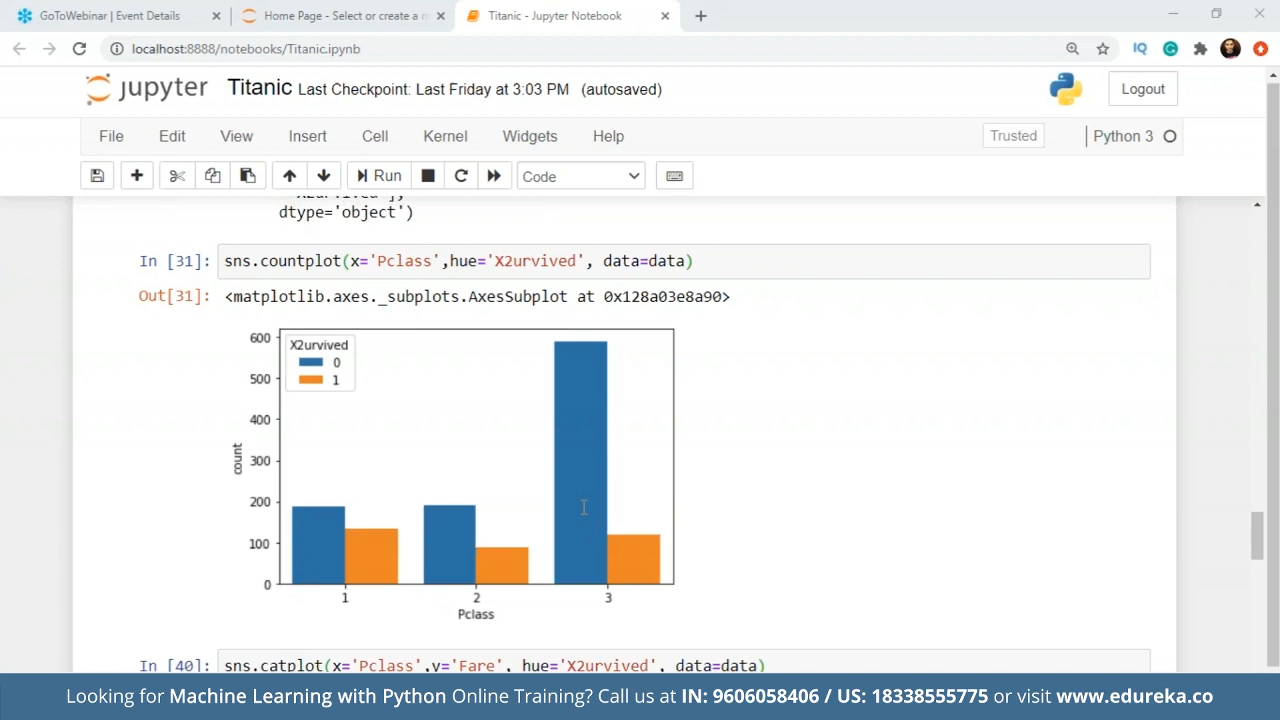 GoToWebinar | Event Details
Home Page - Select or create a n
Titanic - Jupyter Notebook
localhost:8888/notebooks/Titanic.ipynb
IQ
jupyter Titanic Last Checkpoint: Last Friday at 3:03 PM (autosaved)
Logout
File Edit View Insert Cell Kernel Widgets Help
Trusted
Python 3
Run
Code
dtype='object')
In [31]: sns.countplot(x='Pclass',hue='X2urvived', data=data)
Out[31]: <matplotlib.axes._subplots.AxesSubplot at 0x128a03e8a90>
X2urvived
0
1
600
500
400
300
200
100
0
count
1 2 3
Pclass
In [40]: sns.catplot(x='Pclass',y='Fare', hue='X2urvived', data=data)
Looking for Machine Learning with Python Online Training? Call us at IN: 9606058406 / US: 18338555775 or visit www.edureka.co